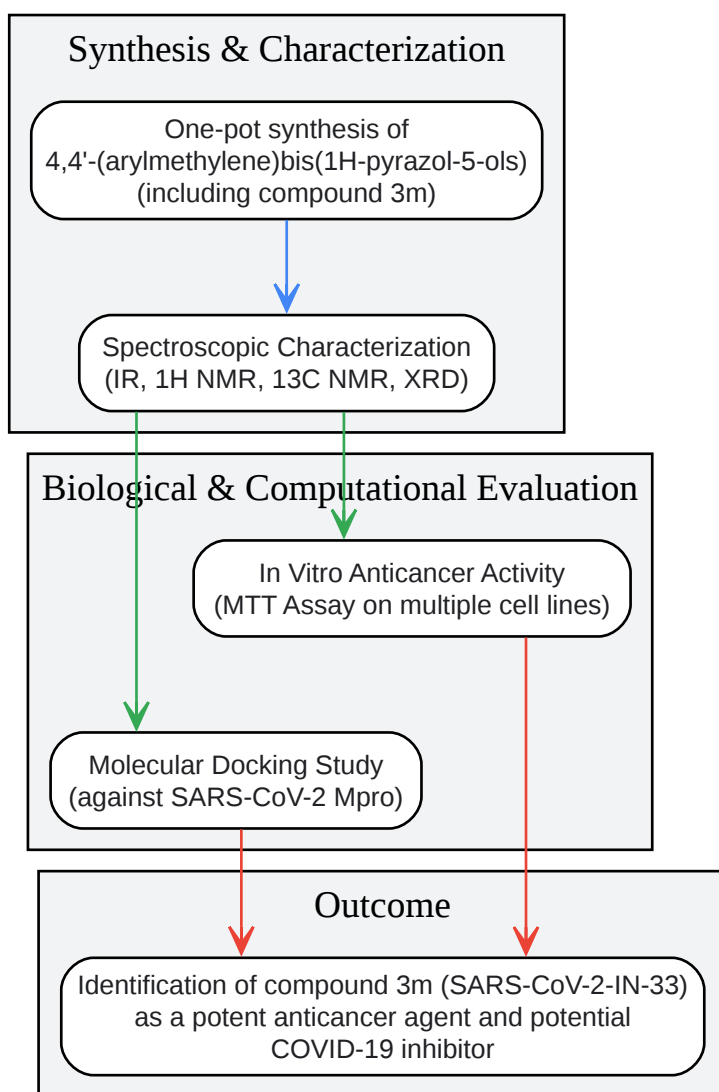 Synthesis & Characterization
One-pot synthesis of
4,4'-(arylmethylene)bis(1H-pyrazol-5-ols)
(including compound 3m)
Spectroscopic Characterization
(IR, 1H NMR, 13C NMR, XRD)
Biological & Computational Evaluation
In Vitro Anticancer Activity
(MTT Assay on multiple cell lines)
Molecular Docking Study
(against SARS-CoV-2 Mpro)
Outcome
Identification of compound 3m (SARS-CoV-2-IN-33)
as a potent anticancer agent and potential
COVID-19 inhibitor